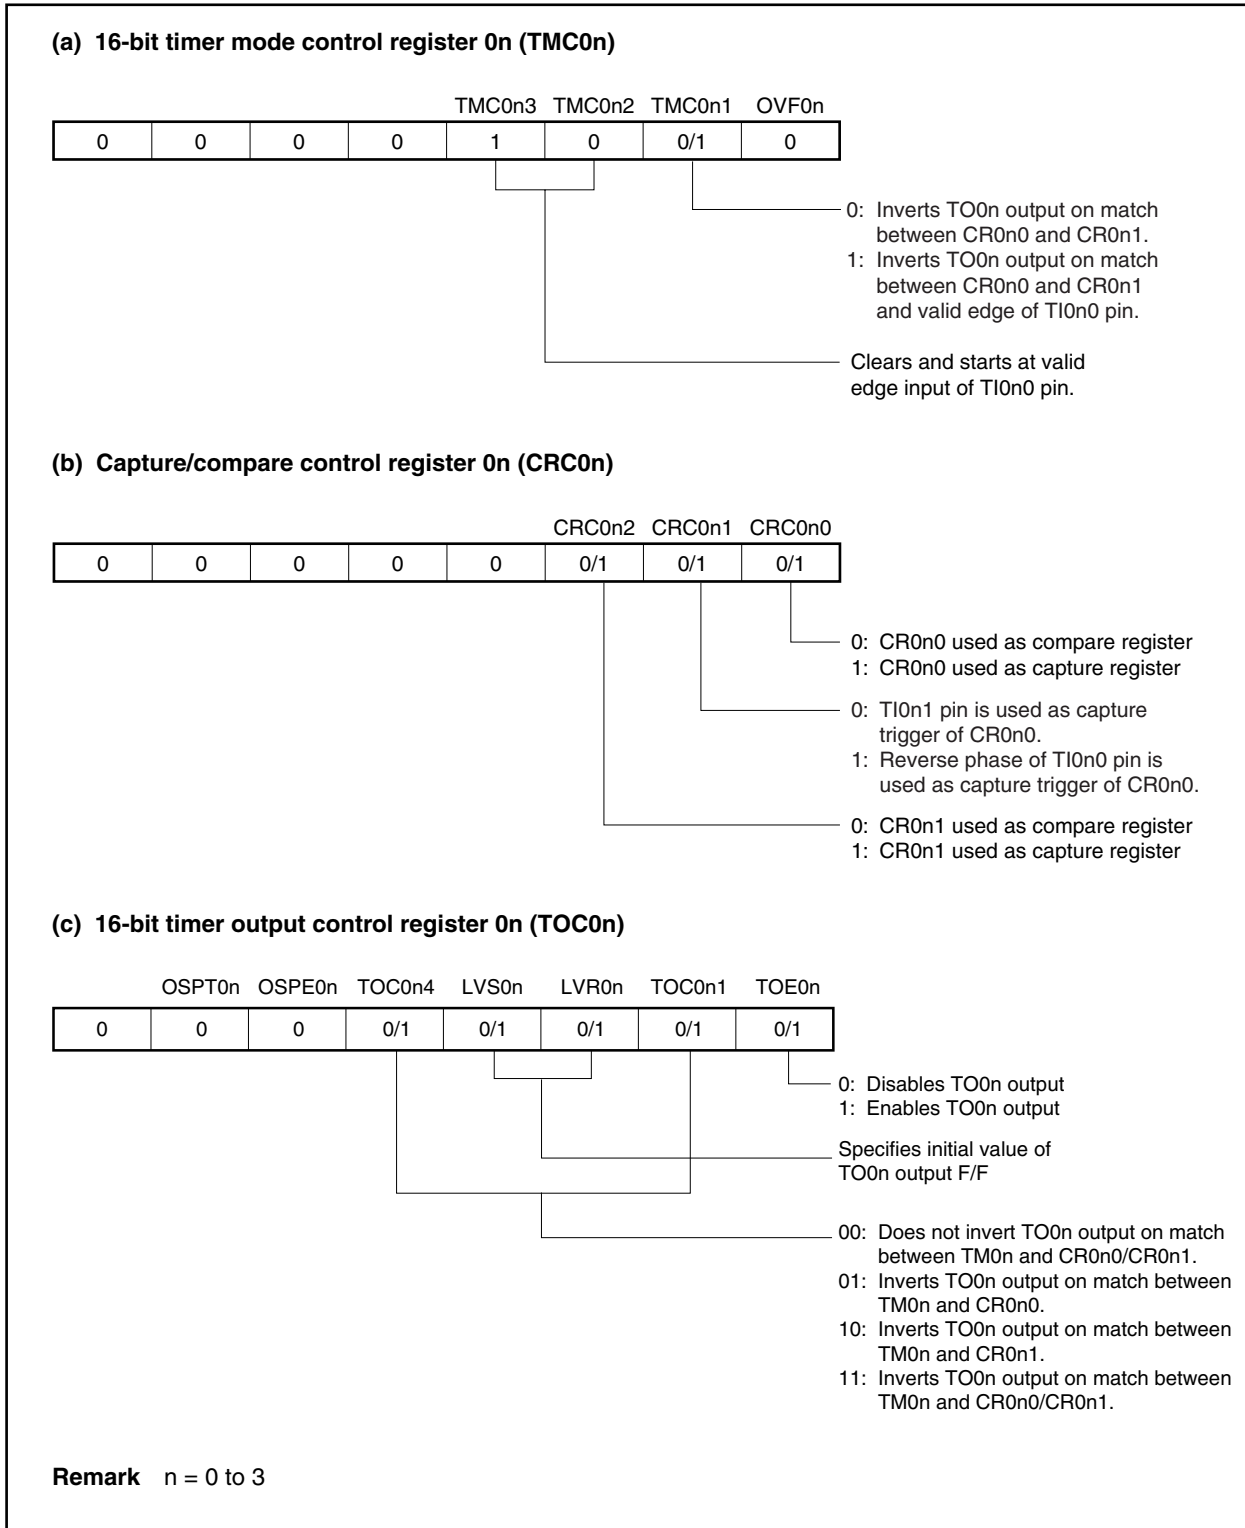 (a) 16-bit timer mode control register 0n (TMC0n)
TMC0n3 TMC0n2 TMC0n1 OVF0n
0 0 0 0 1 0 0/1 0
0: Inverts TO0n output on match
between CR0n0 and CR0n1.
1: Inverts TO0n output on match
between CR0n0 and CR0n1
and valid edge of TI0n0 pin.
Clears and starts at valid
edge input of TI0n0 pin.
(b) Capture/compare control register 0n (CRC0n)
CRC0n2 CRC0n1 CRC0n0
0 0 0 0 0 0/1 0/1 0/1
0: CR0n0 used as compare register
1: CR0n0 used as capture register
0: TI0n1 pin is used as capture
trigger of CR0n0.
1: Reverse phase of TI0n0 pin is
used as capture trigger of CR0n0.
0: CR0n1 used as compare register
1: CR0n1 used as capture register
(c) 16-bit timer output control register 0n (TOC0n)
OSPT0n OSPE0n TOC0n4 LVS0n LVR0n TOC0n1 TOE0n
0 0 0 0/1 0/1 0/1 0/1 0/1
0: Disables TO0n output
1: Enables TO0n output
Specifies initial value of
TO0n output F/F
00: Does not invert TO0n output on match
between TM0n and CR0n0/CR0n1.
01: Inverts TO0n output on match between
TM0n and CR0n0.
10: Inverts TO0n output on match between
TM0n and CR0n1.
11: Inverts TO0n output on match between
TM0n and CR0n0/CR0n1.
Remark n = 0 to 3